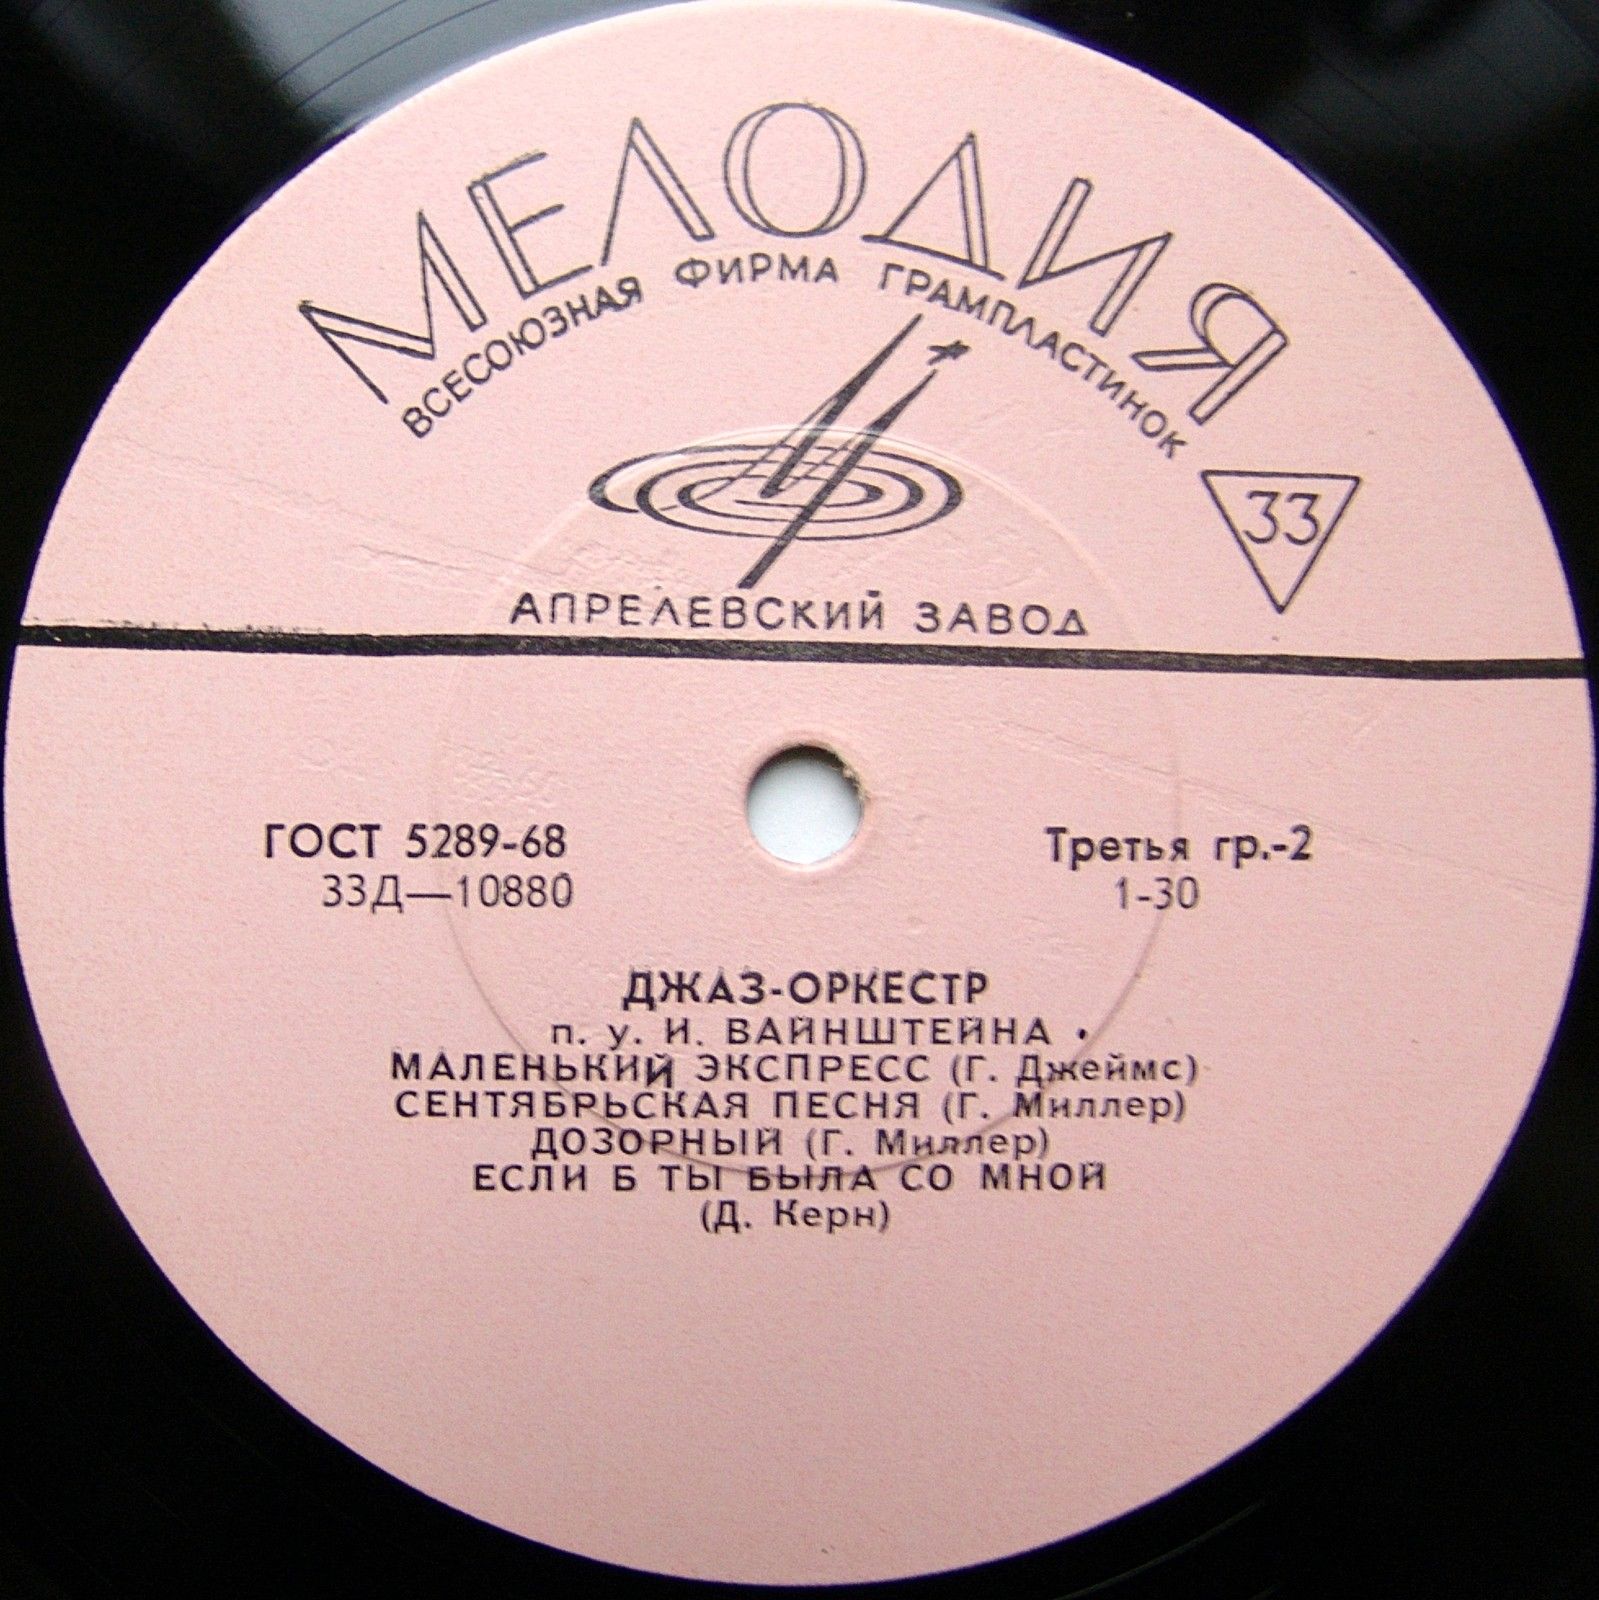 МЕЛОДИЯ
ВСЕСОЮЗНАЯ ФИРМА ГРАМПЛАСТИНОК
33
АПРЕЛЕВСКИЙ ЗАВОД
ГОСТ 5289-68
33Д—10880
Третья гр.-2
1-30
ДЖАЗ-ОРКЕСТР
п. у. И. ВАЙНШТЕЙНА
МАЛЕНЬКИЙ ЭКСПРЕСС (Г. Джеймс)
СЕНТЯБРЬСКАЯ ПЕСНЯ (Г. Миллер)
ДОЗОРНЫЙ (Г. Миллер)
ЕСЛИ Б ТЫ БЫЛА СО МНОЙ
(Д. Керн)